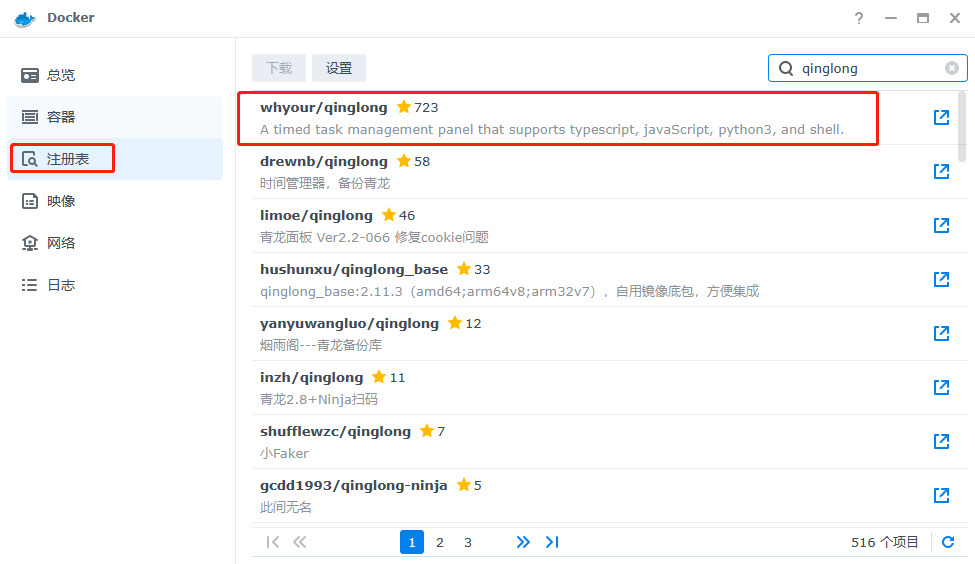 Docker
?
总览
容器
注册表
映像
网络
日志
下载
设置
qinglong
whyour/qinglong 723
A timed task management panel that supports typescript, javaScript, python3, and shell.
drewnb/qinglong 58
时间管理器，备份青龙
limoe/qinglong 46
青龙面板 Ver2.2-066 修复cookie问题
hushunxu/qinglong_base 33
qinglong_base:2.11.3（amd64;arm64v8;arm32v7），自用镜像底包，方便集成
yanyuwangluo/qinglong 12
烟雨阁---青龙备份库
inzh/qinglong 11
青龙2.8+Ninja扫码
shufflewzc/qinglong 7
小Faker
gcdd1993/qinglong-ninja 5
此间无名
1 2 3
516 个项目